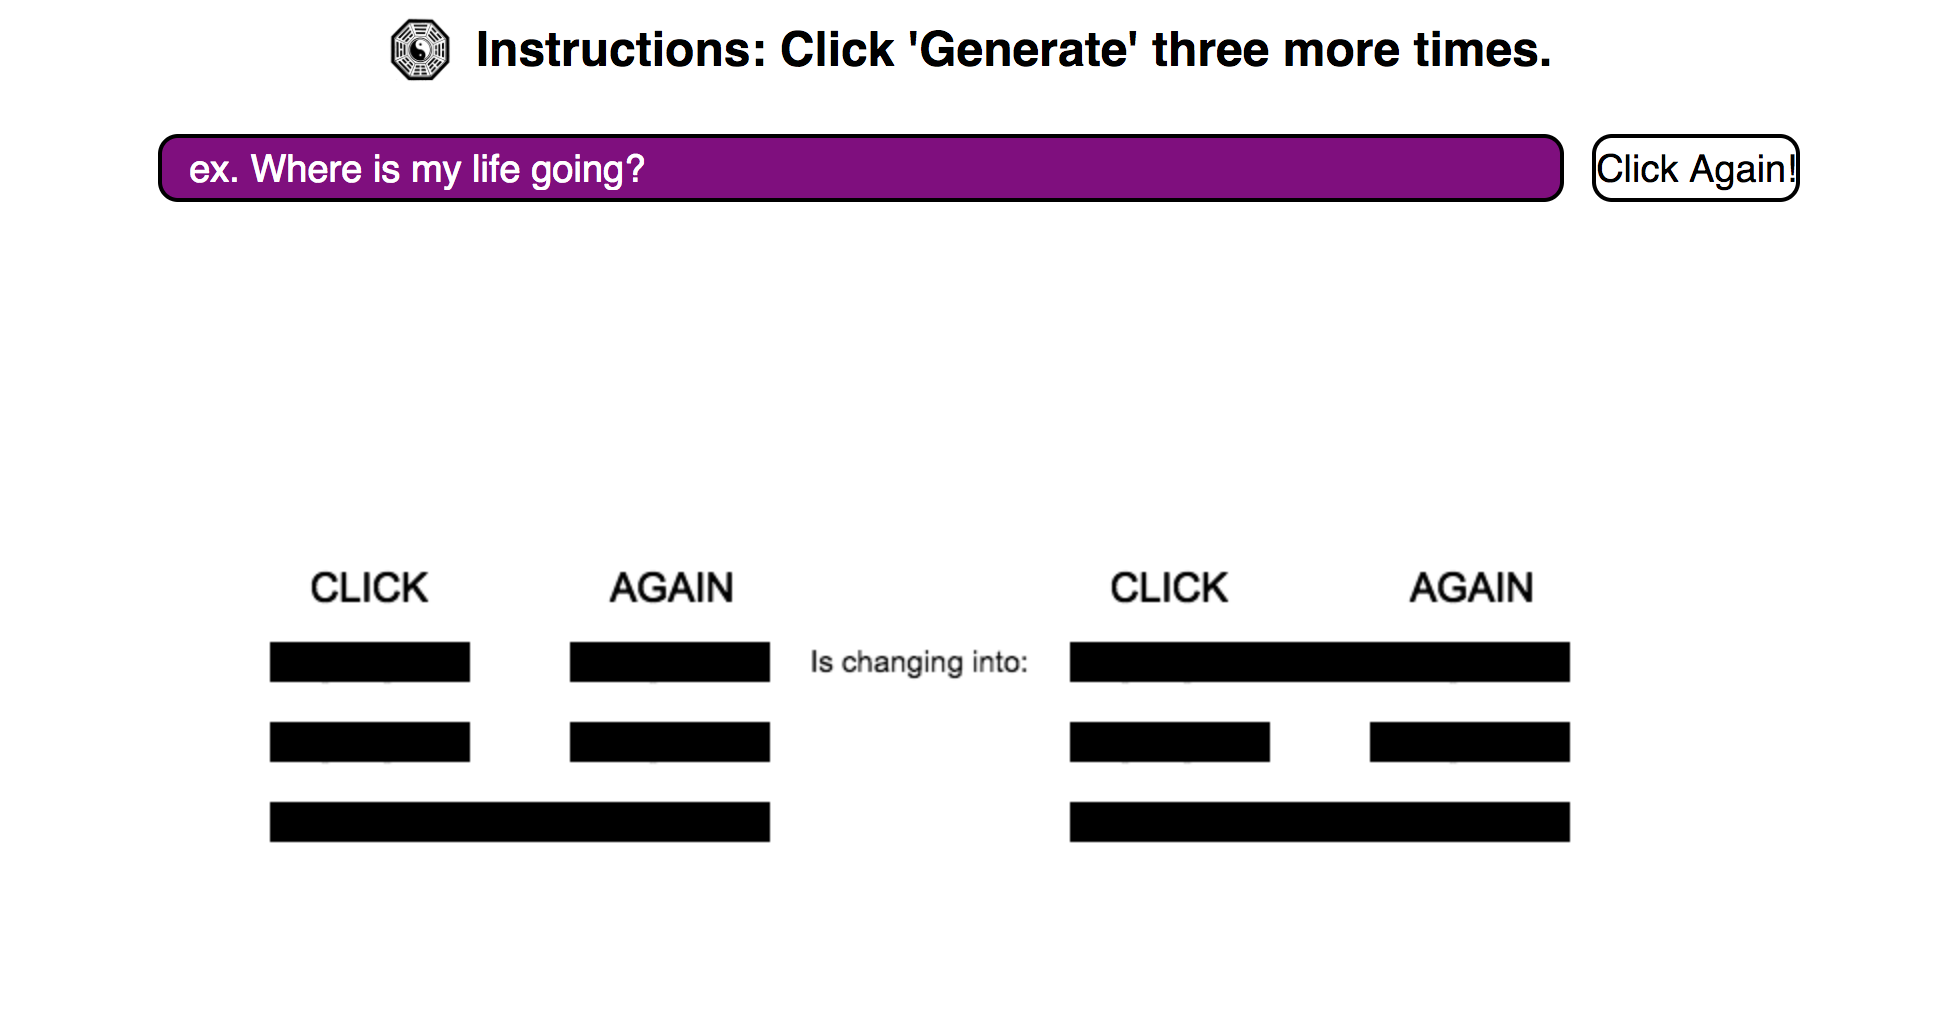 Instructions: Click 'Generate' three more times.
ex. Where is my life going?
Click Again!
CLICK AGAIN
CLICK AGAIN
Is changing into: